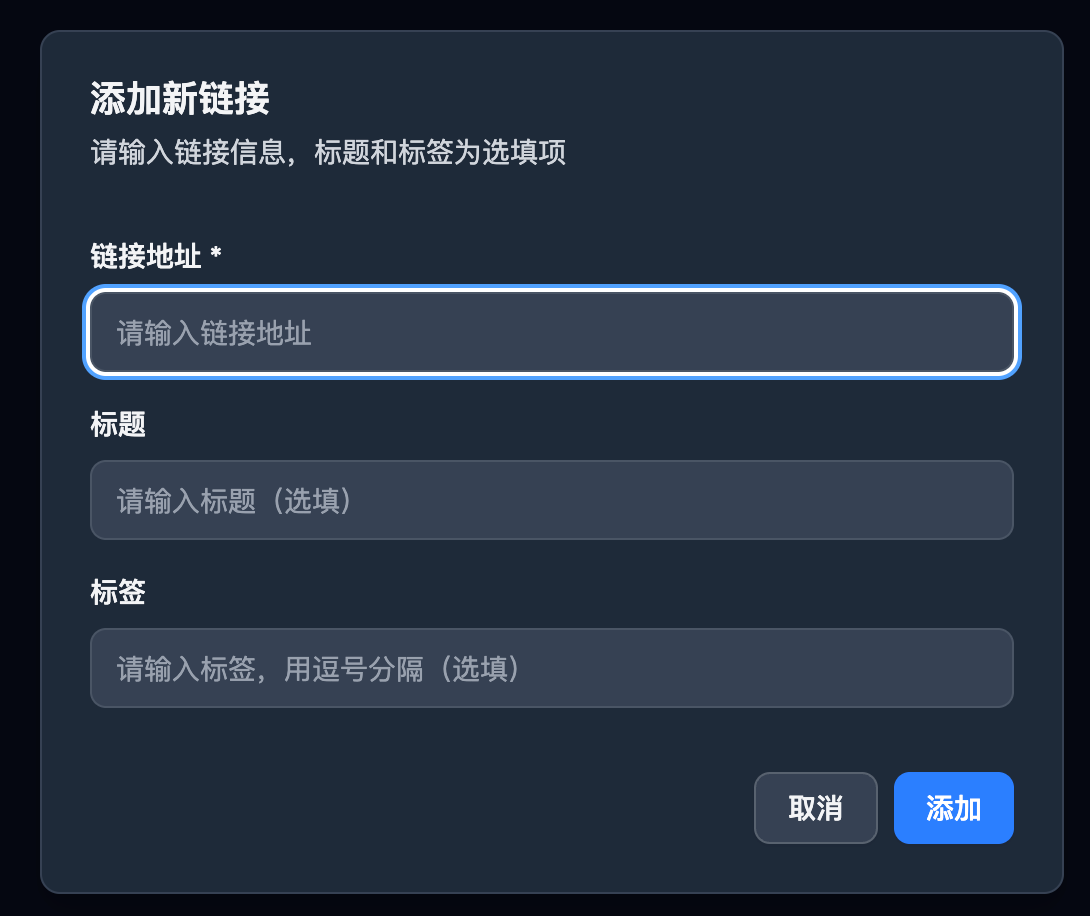 添加新链接
请输入链接信息，标题和标签为选填项
链接地址 *
请输入链接地址
标题
请输入标题（选填）
标签
请输入标签，用逗号分隔（选填）
取消
添加